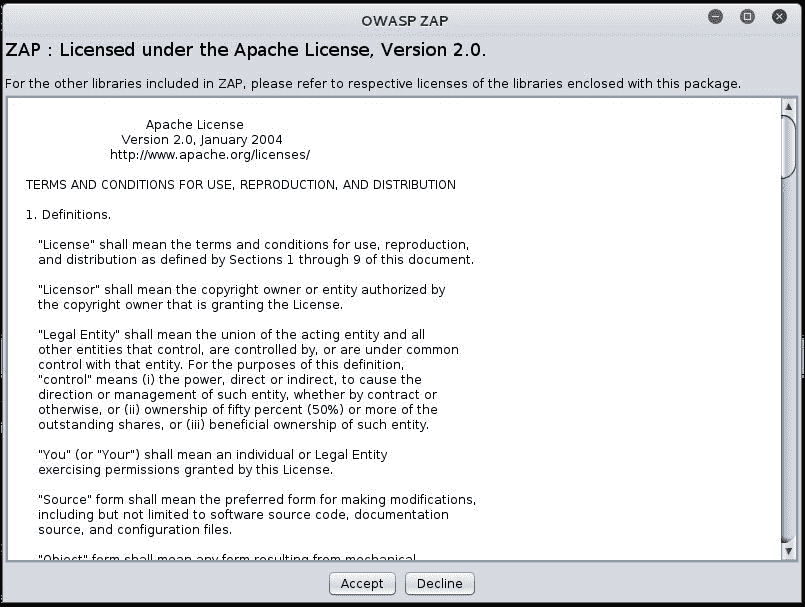 OWASP ZAP
ZAP : Licensed under the Apache License, Version 2.0.
For the other libraries included in ZAP, please refer to respective licenses of the libraries enclosed with this package.
Apache License
Version 2.0, January 2004
http://www.apache.org/licenses/
TERMS AND CONDITIONS FOR USE, REPRODUCTION, AND DISTRIBUTION
1. Definitions.
"License" shall mean the terms and conditions for use, reproduction,
and distribution as defined by Sections 1 through 9 of this document.
"Licensor" shall mean the copyright owner or entity authorized by
the copyright owner that is granting the License.
"Legal Entity" shall mean the union of the acting entity and all
other entities that control, are controlled by, or are under common
control with that entity. For the purposes of this definition,
"control" means (i) the power, direct or indirect, to cause the
direction or management of such entity, whether by contract or
otherwise, or (ii) ownership of fifty percent (50%) or more of the
outstanding shares, or (iii) beneficial ownership of such entity.
"You" (or "Your") shall mean an individual or Legal Entity
exercising permissions granted by this License.
"Source" form shall mean the preferred form for making modifications,
including but not limited to software source code, documentation
source, and configuration files.
"Object" form shall mean any form resulting from mechanical
Accept
Decline